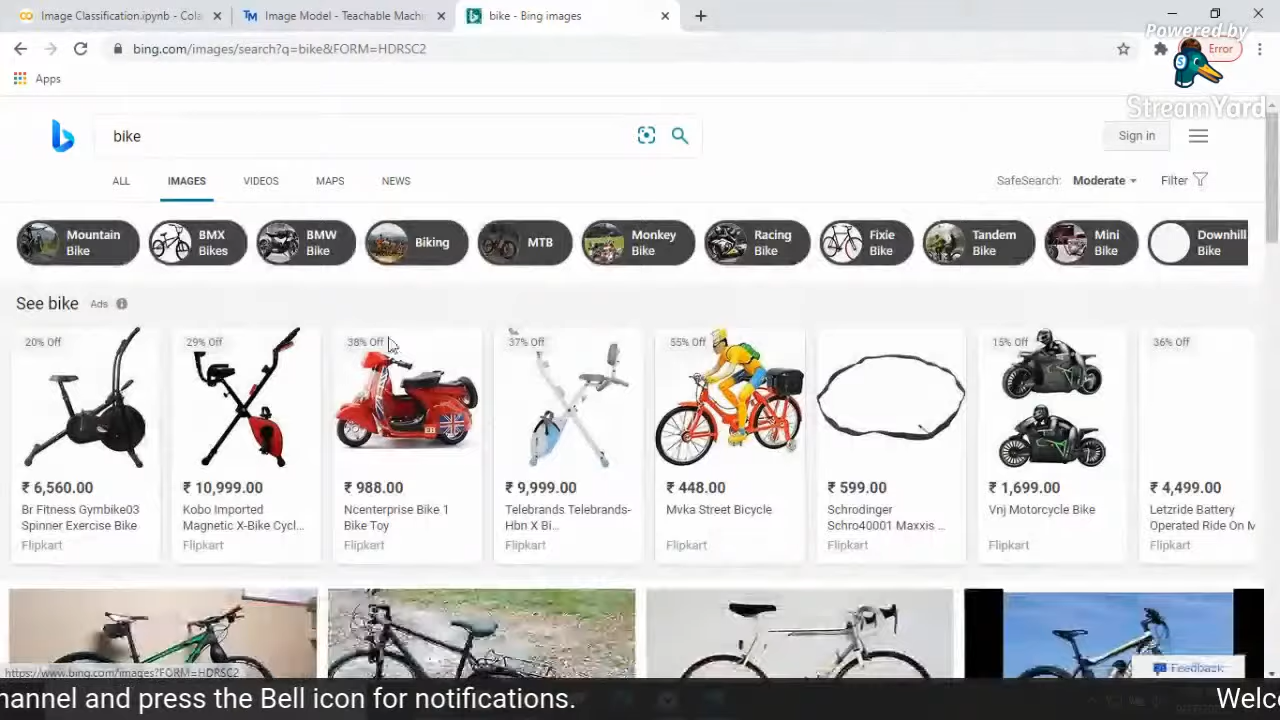 Image Classification.ipynb - Cola
Image Model - Teachable Machi
bike - Bing images
Powered by
bing.com/images/search?q=bike&FORM=HDRSC2
Error
StreamYard
Apps
bike
Sign in
ALL
IMAGES
VIDEOS
MAPS
NEWS
SafeSearch: Moderate
Filter
Mountain Bike
BMX Bikes
BMW Bike
Biking
MTB
Monkey Bike
Racing Bike
Fixie Bike
Tandem Bike
Mini Bike
Downhill Bike
See bike Ads
20% Off
29% Off
38% Off
37% Off
55% Off
15% Off
36% Off
EB
₹ 6,560.00
Br Fitness Gymbike03
Spinner Exercise Bike
Flipkart
₹ 10,999.00
Kobo Imported
Magnetic X-Bike Cycl...
Flipkart
₹ 988.00
Ncenterprise Bike 1
Bike Toy
Flipkart
₹ 9,999.00
Telebrands Telebrands-
Hbn X Bi...
Flipkart
₹ 448.00
Mvka Street Bicycle
Flipkart
₹ 599.00
Schrodinger
Schro40001 Maxxis ...
Flipkart
₹ 1,699.00
Vnj Motorcycle Bike
Flipkart
₹ 4,499.00
Letzride Battery
Operated Ride On M
Flipkart
Feedback
https://www.bing.com/images?FORM=HDRSC2
hannel and press the Bell icon for notifications.
Welco